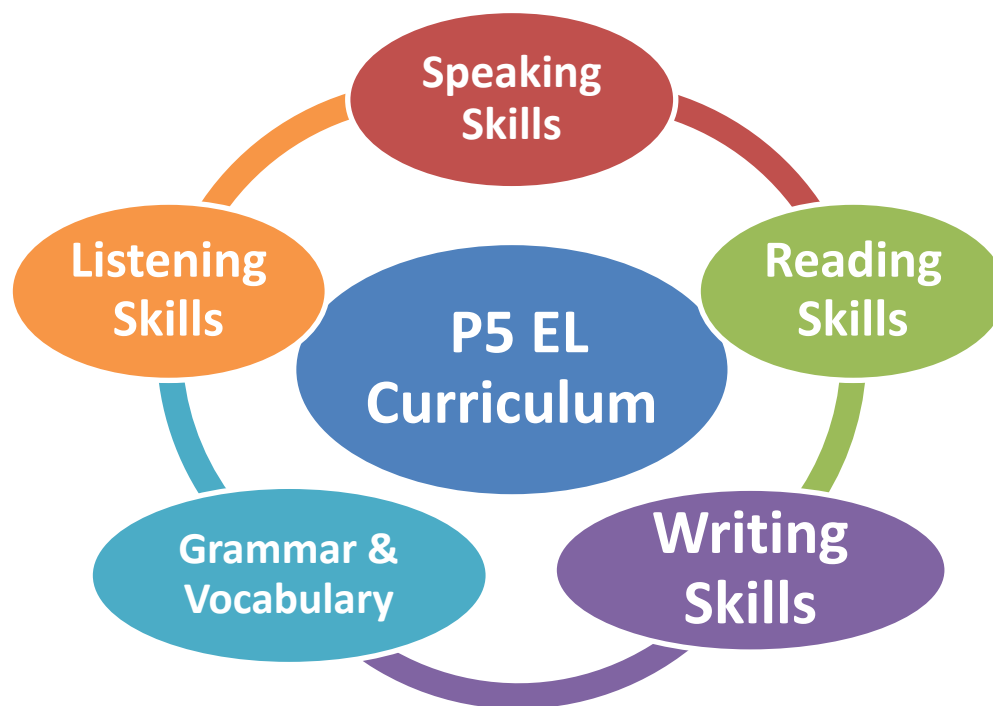 Speaking
Skills
Listening
Skills
Reading
Skills
P5 EL
Curriculum
Grammar &
Vocabulary
Writing
Skills